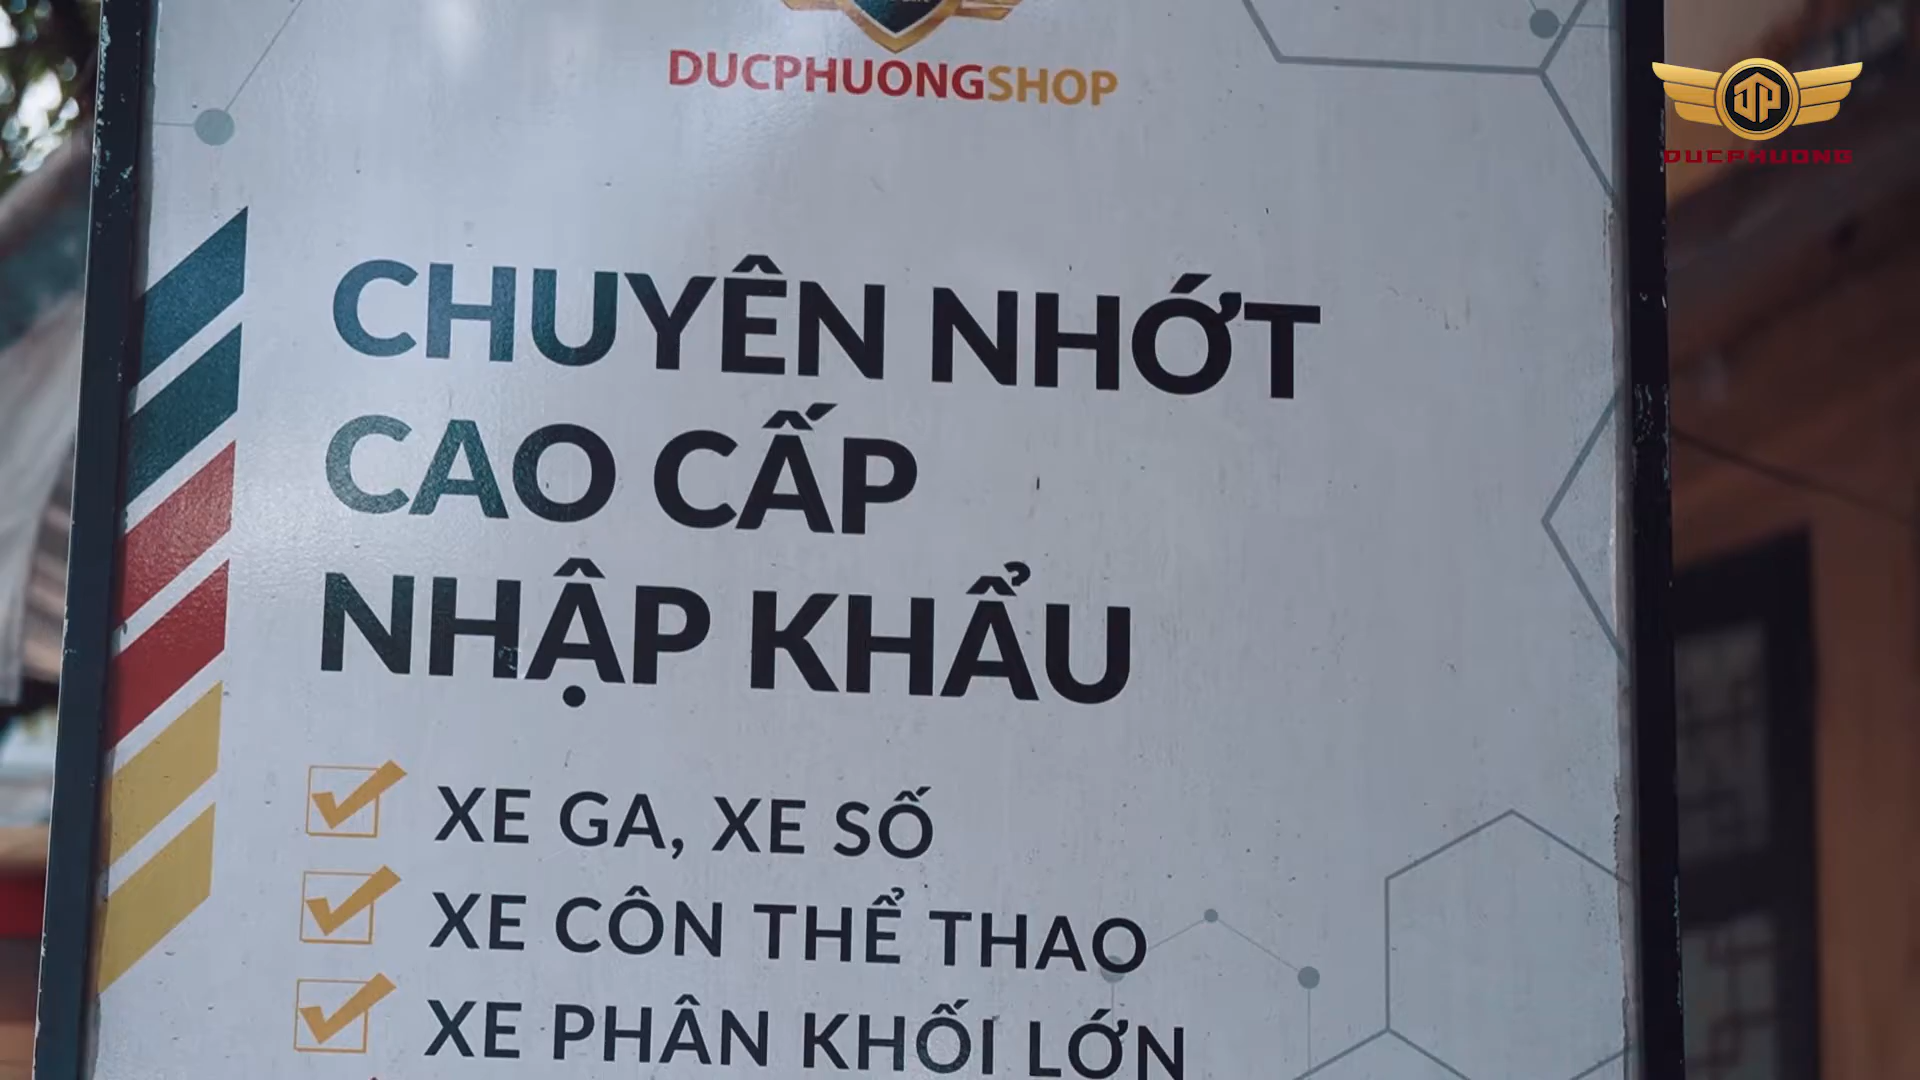 DUCPHUONGSHOP
DUCPHUONG
CHUYÊN NHỚT
CAO CẤP
NHẬP KHẨU
XE GA, XE SỐ
XE CÔN THỂ THAO
XE PHÂN KHỐI LỚN